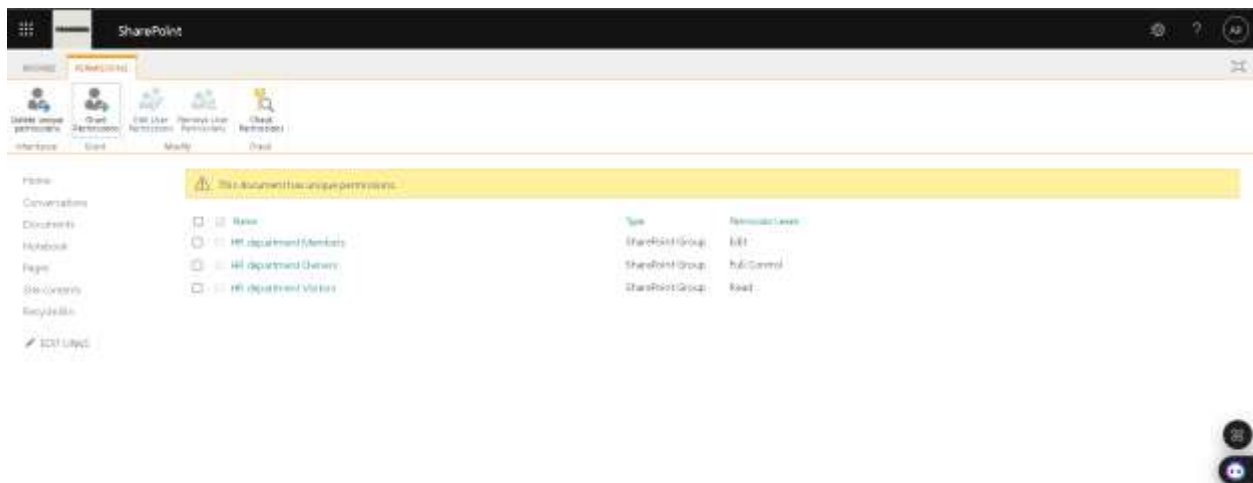 SharePoint
AP
BROWSE PERMISSIONS
Delete unique permissions
Grant Permissions
Edit User Permissions
Remove User Permissions
Check Permissions
Inheritance Grant Modify Check
Home
Conversations
Documents
Notebook
Pages
Site contents
Recycle Bin
EDIT LINKS
This document has unique permissions.
Name Type Permission Levels
HR department Members SharePoint Group Edit
HR department Owners SharePoint Group Full Control
HR department Visitors SharePoint Group Read